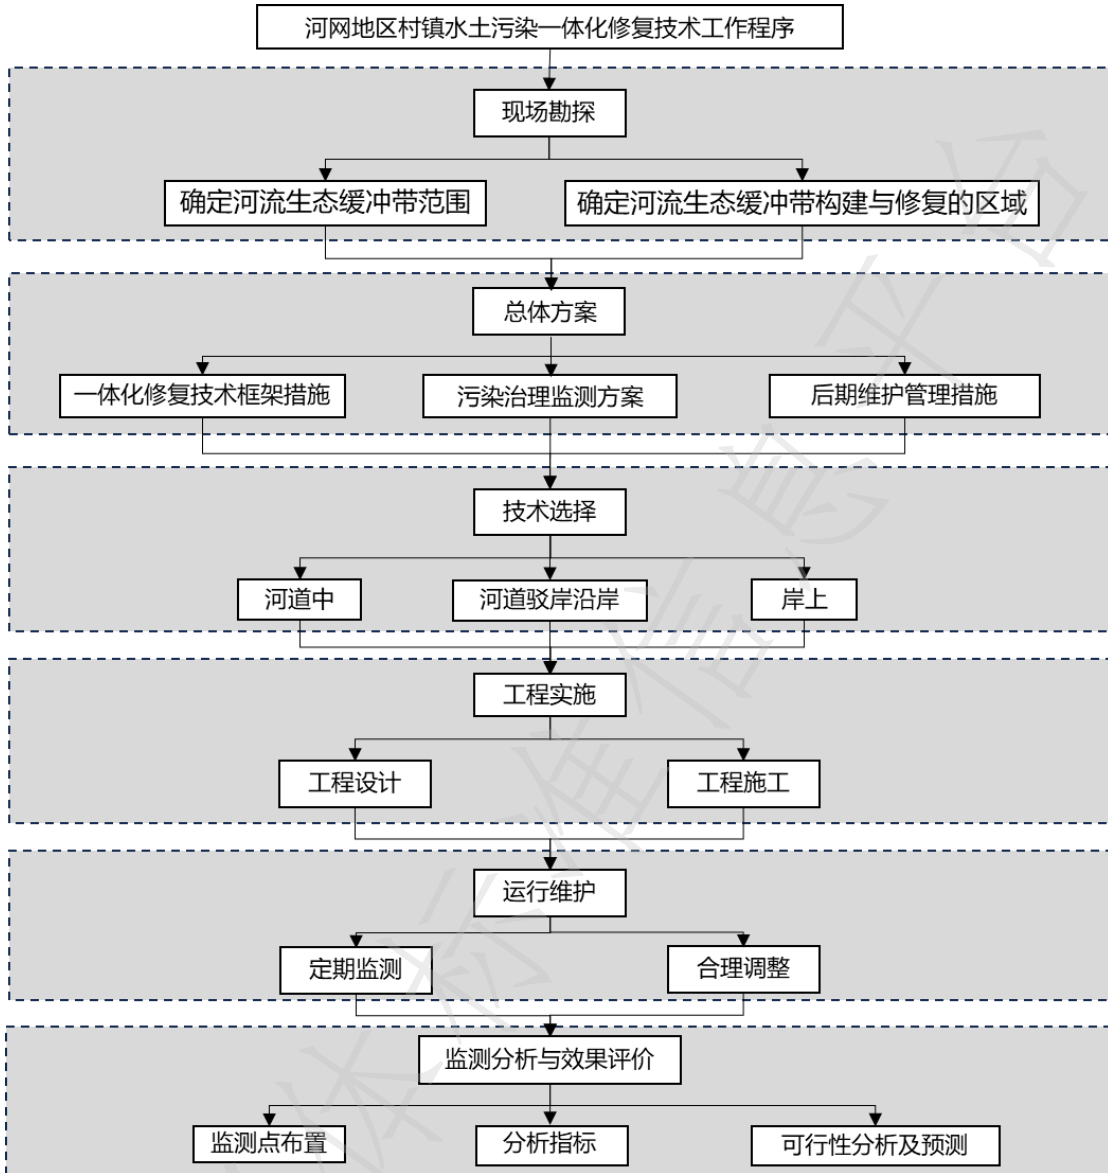 河网地区村镇水土污染一体化修复技术工作程序
现场勘探
确定河流生态缓冲带范围
确定河流生态缓冲带构建与修复的区域
总体方案
一体化修复技术框架措施
污染治理监测方案
后期维护管理措施
技术选择
河道中
河道驳岸沿岸
岸上
工程实施
工程设计
工程施工
运行维护
定期监测
合理调整
监测分析与效果评价
监测点布置
分析指标
可行性分析及预测
体标准信息平台